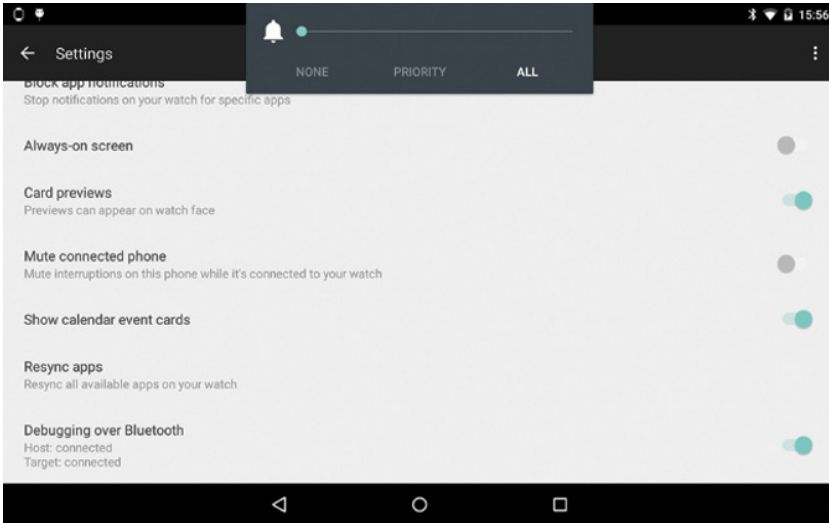 15:56
Settings
NONE PRIORITY ALL
Block app notifications
Stop notifications on your watch for specific apps
Always-on screen
Card previews
Previews can appear on watch face
Mute connected phone
Mute interruptions on this phone while it's connected to your watch
Show calendar event cards
Resync apps
Resync all available apps on your watch
Debugging over Bluetooth
Host: connected
Target: connected